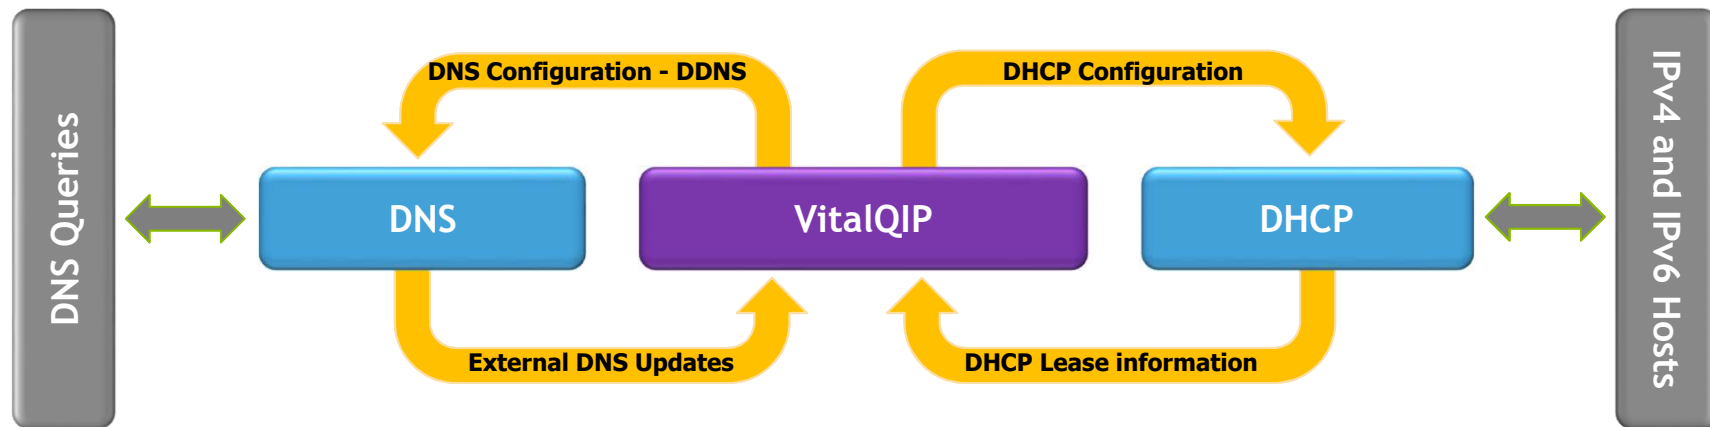 DNS Queries
DNS Configuration - DDNS
DHCP Configuration
IPv4 and IPv6 Hosts
DNS
VitalQIP
DHCP
External DNS Updates
DHCP Lease information